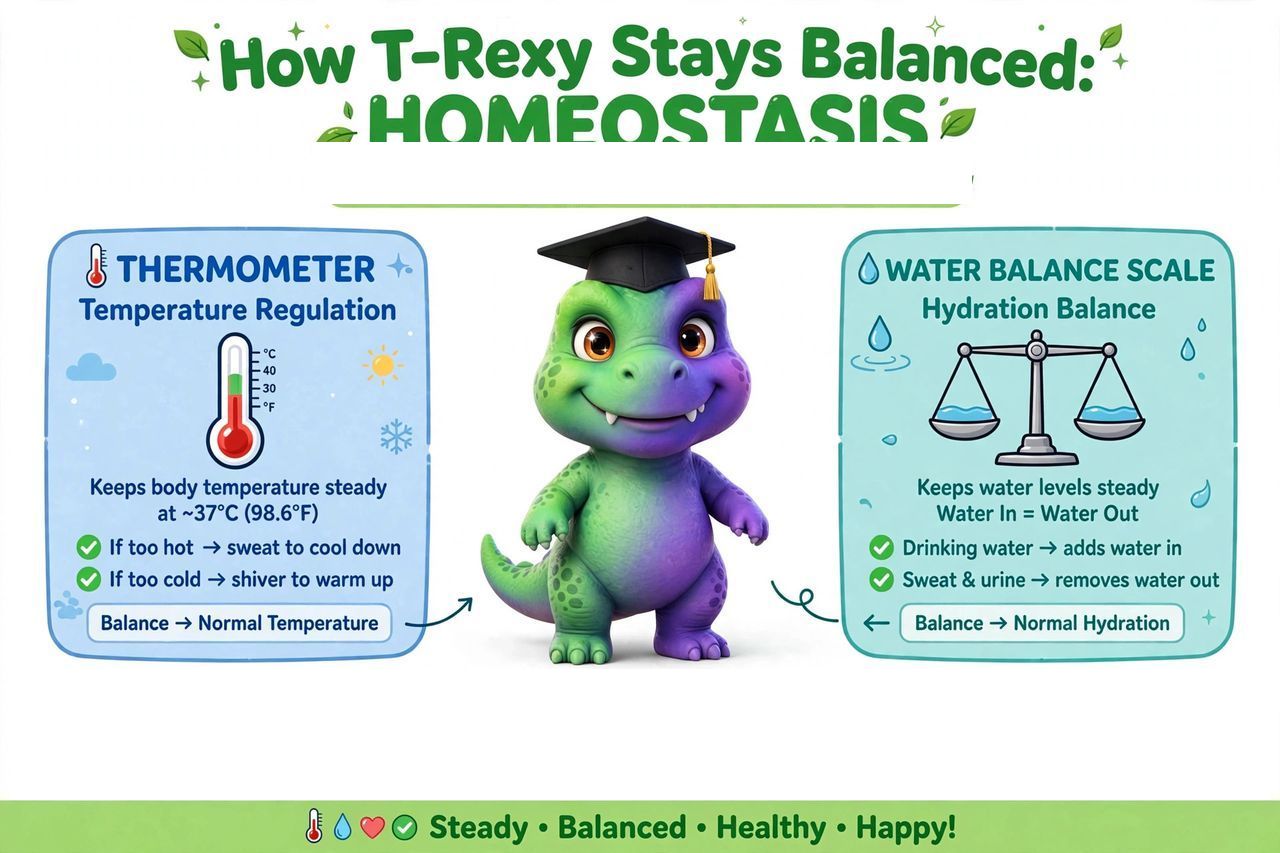 How T-Rexy Stays Balanced:
HOMEOSTASIS
THERMOMETER
Temperature Regulation
°C
40
30
°F
Keeps body temperature steady
at ~37°C (98.6°F)
If too hot → sweat to cool down
If too cold → shiver to warm up
Balance → Normal Temperature
WATER BALANCE SCALE
Hydration Balance
Keeps water levels steady
Water In = Water Out
Drinking water → adds water in
Sweat & urine → removes water out
← Balance → Normal Hydration
Steady • Balanced • Healthy • Happy!